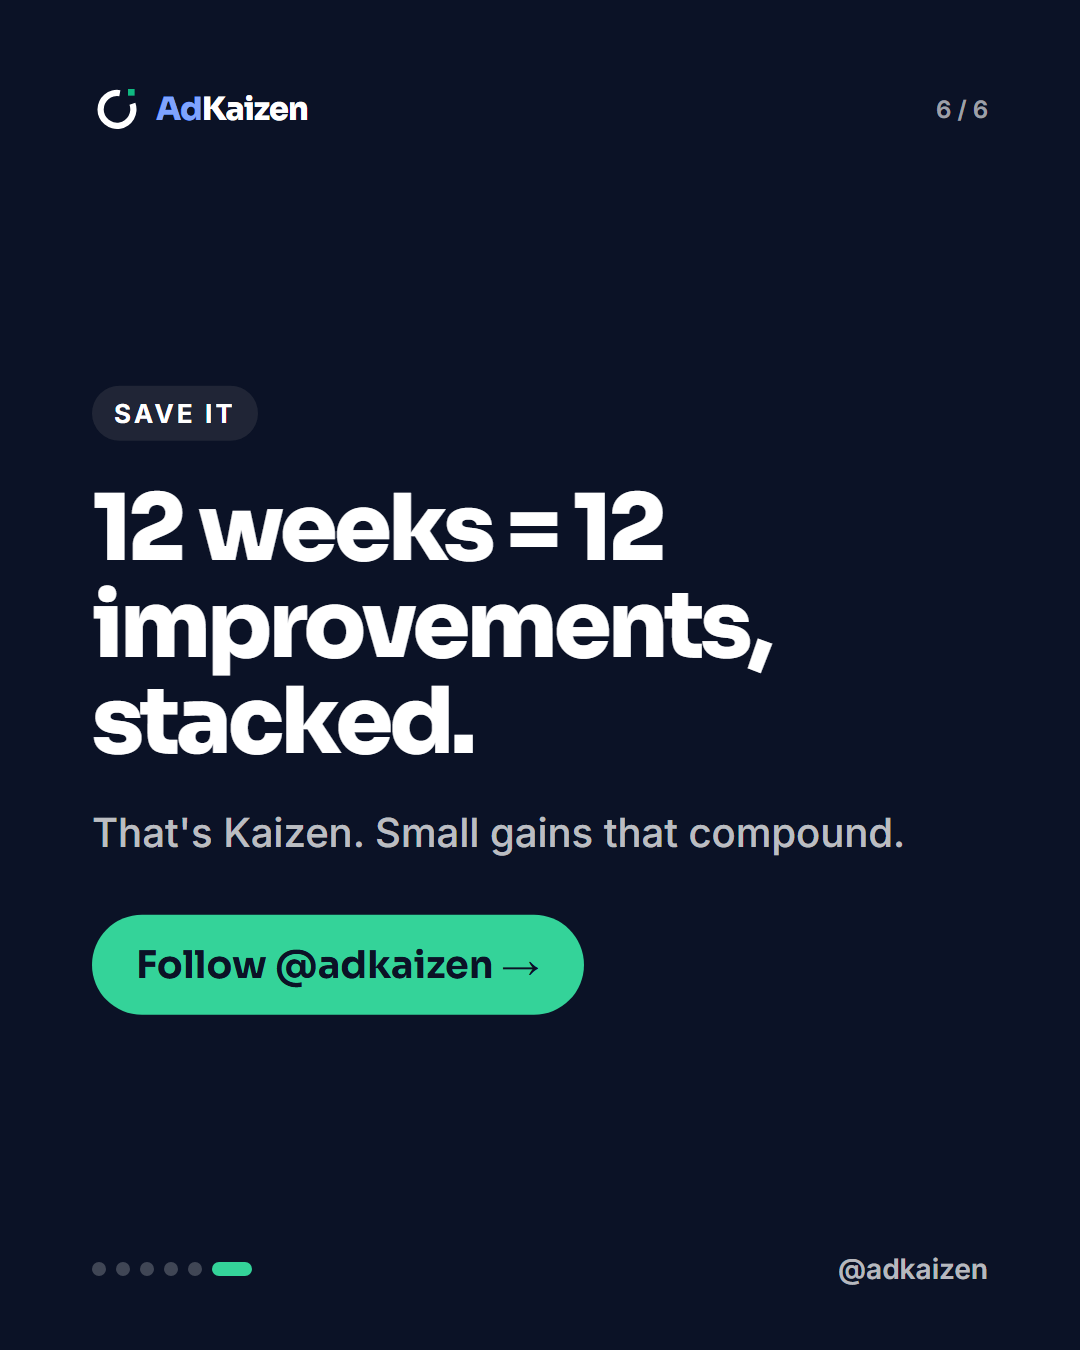 AdKaizen
6 / 6
SAVE IT
12 weeks = 12
improvements,
stacked.
That's Kaizen. Small gains that compound.
Follow @adkaizen →
@adkaizen